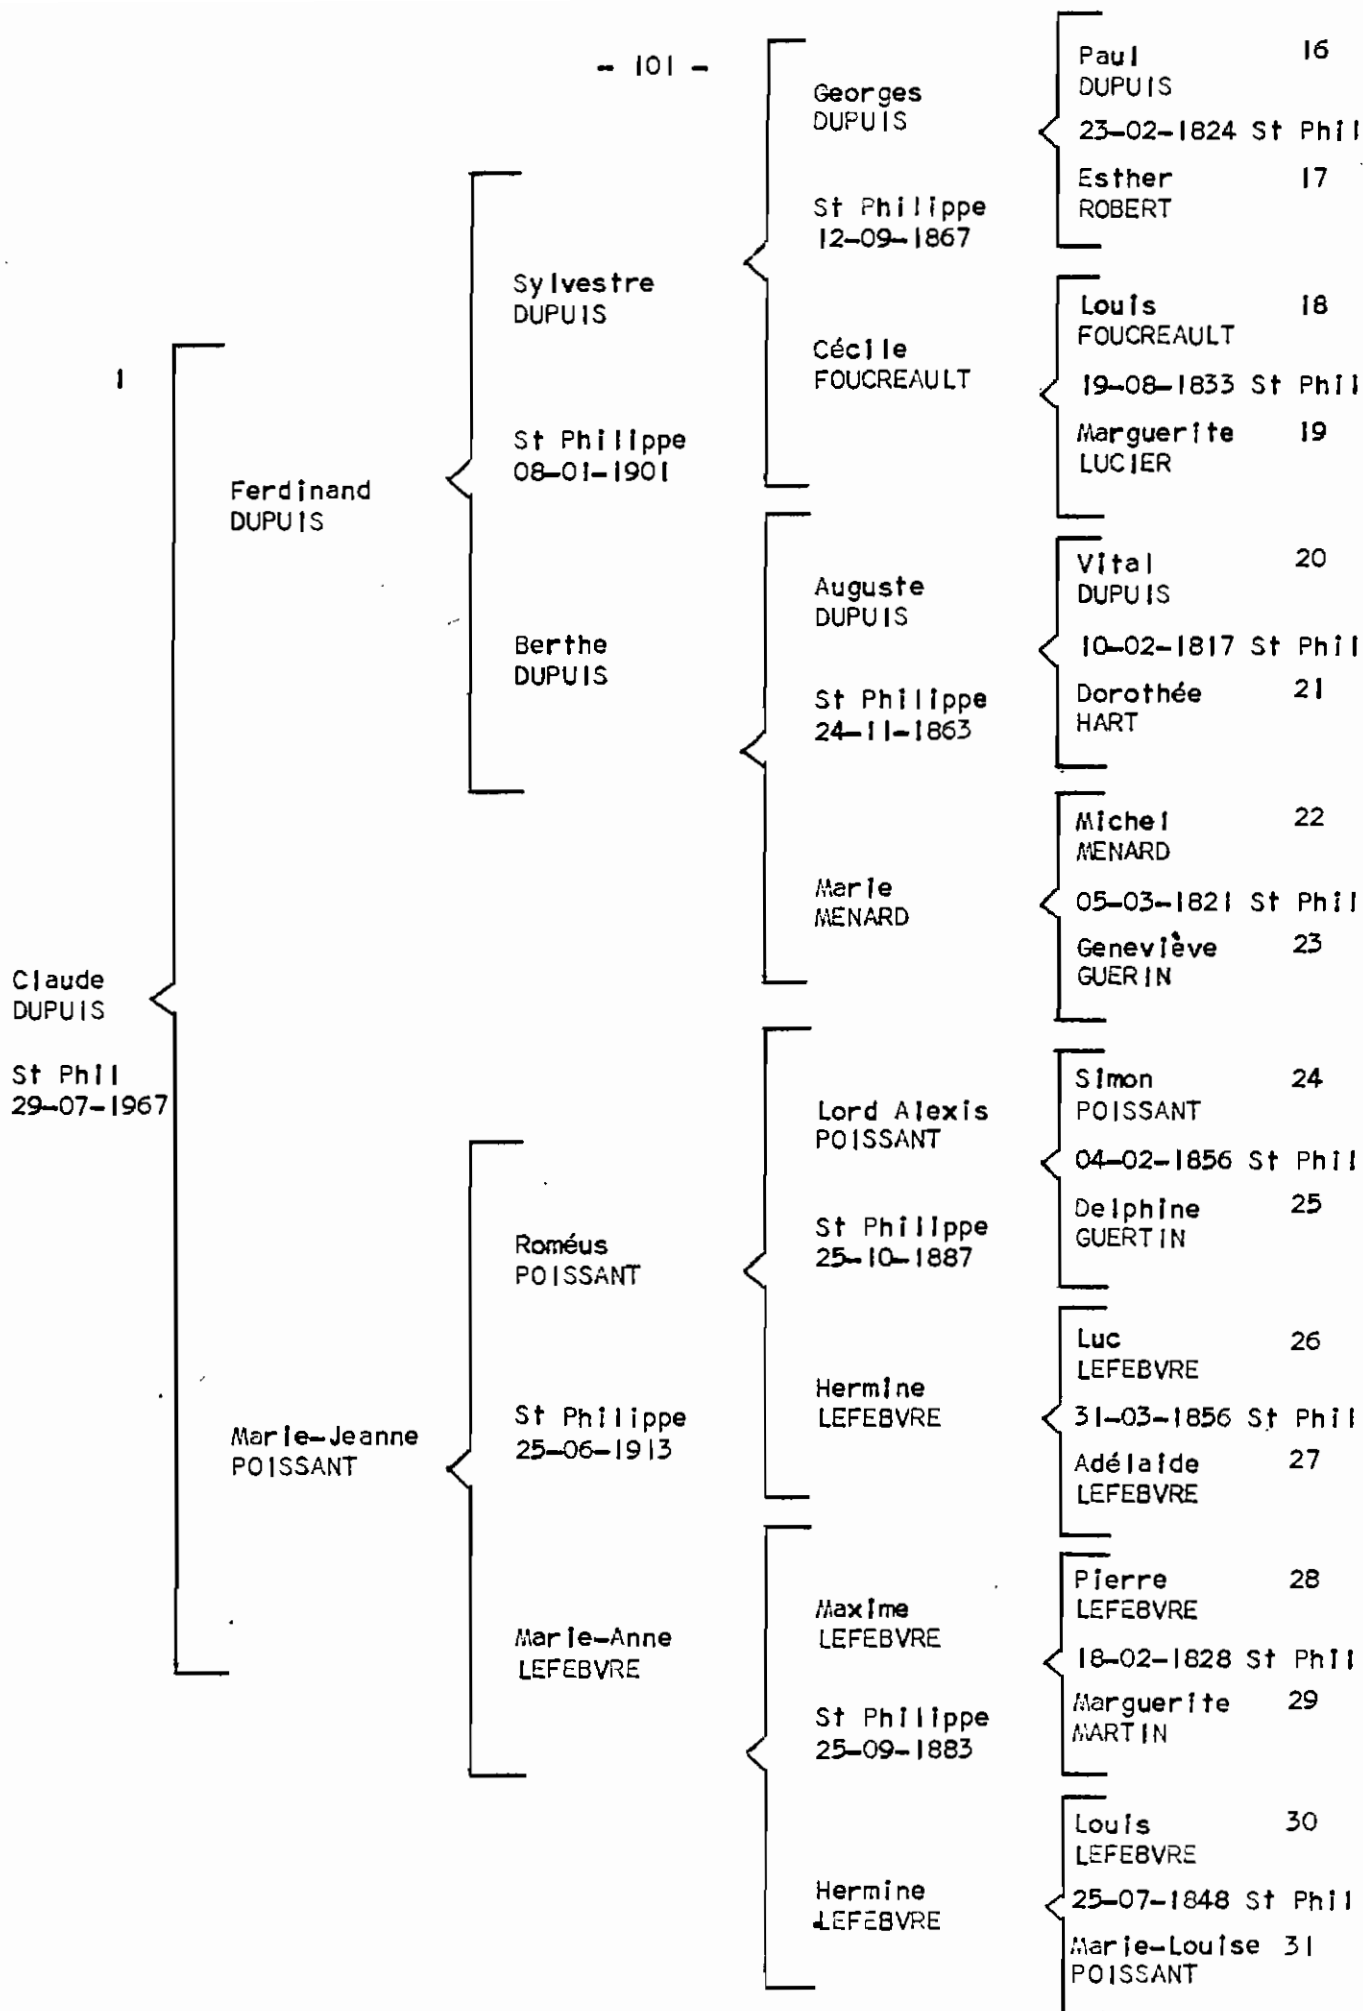 - 101 -
1
Claude
DUPUIS
St Phil
29-07-1967
Ferdinand
DUPUIS
Marie-Jeanne
POISSANT
Sylvestre
DUPUIS
St Philippe
08-01-1901
Berthe
DUPUIS
Roméus
POISSANT
St Philippe
25-06-1913
Marie-Anne
LEFEBVRE
Georges
DUPUIS
St Philippe
12-09-1867
Cécile
FOUCREAULT
Auguste
DUPUIS
St Philippe
24-11-1863
Marie
MENARD
Lord Alexis
POISSANT
St Philippe
25-10-1887
Hermine
LEFEBVRE
Maxime
LEFEBVRE
St Philippe
25-09-1883
Hermine
LEFEBVRE
Paul 16
DUPUIS
23-02-1824 St Phil
Esther 17
ROBERT
Louis 18
FOUCREAULT
19-08-1833 St Phil
Marguerite 19
LUCIER
Vital 20
DUPUIS
10-02-1817 St Phil
Dorothée 21
HART
Michel 22
MENARD
05-03-1821 St Phil
Geneviève 23
GUERIN
Simon 24
POISSANT
04-02-1856 St Phil
Delphine 25
GUERTIN
Luc 26
LEFEBVRE
31-03-1856 St Phil
Adélaide 27
LEFEBVRE
Pierre 28
LEFEBVRE
18-02-1828 St Phil
Marguerite 29
MARTIN
Louis 30
LEFEBVRE
25-07-1848 St Phil
Marie-Louise 31
POISSANT